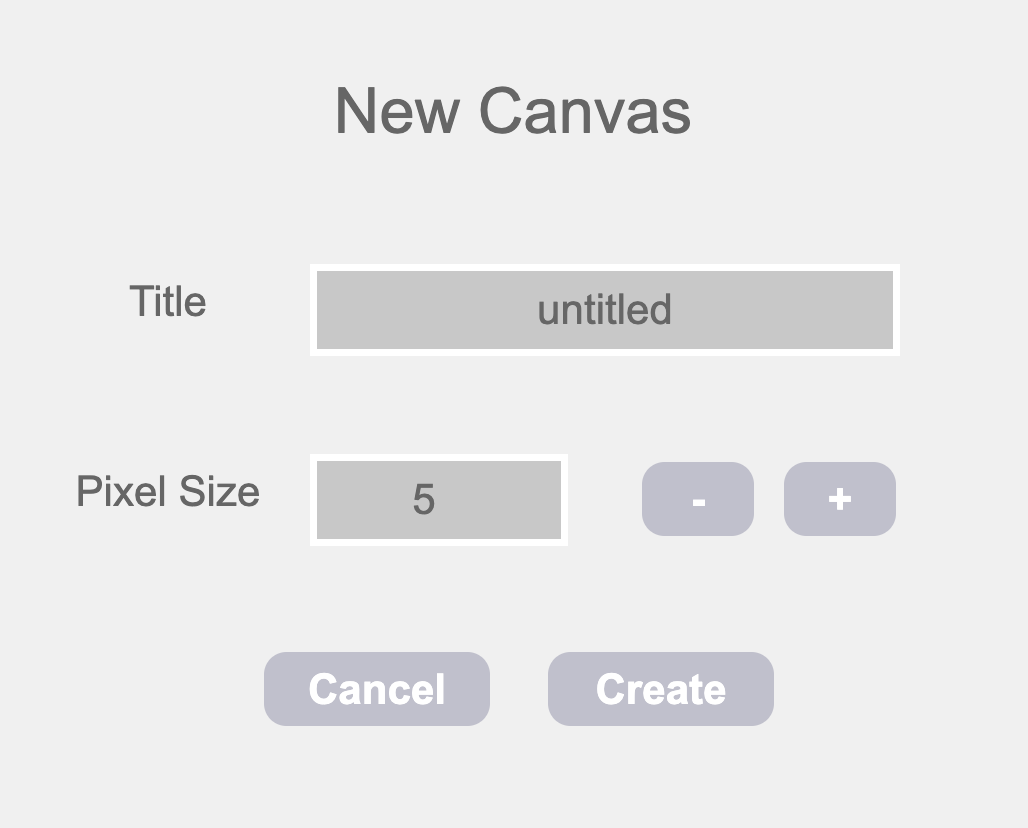 New Canvas
Title
untitled
Pixel Size
5
-
+
Cancel
Create